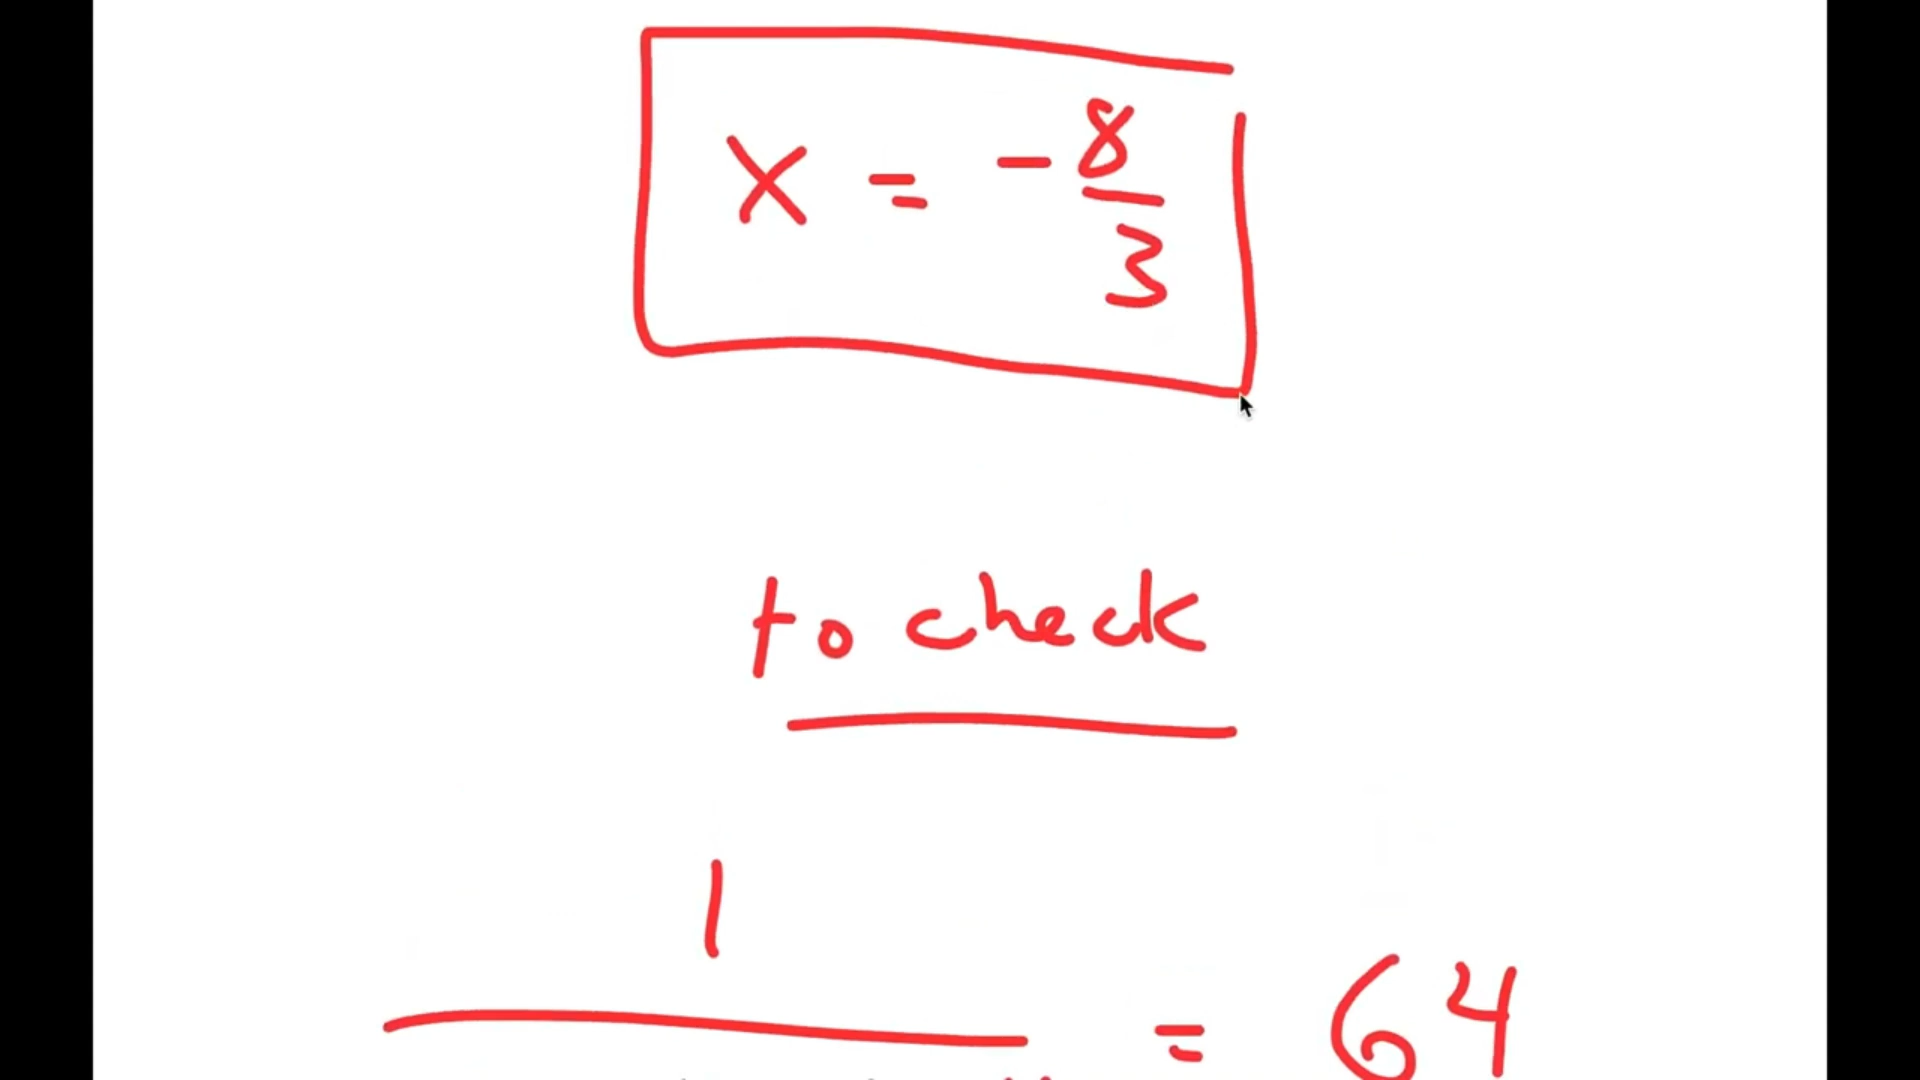 x = - 8/3
to check
1
= 64